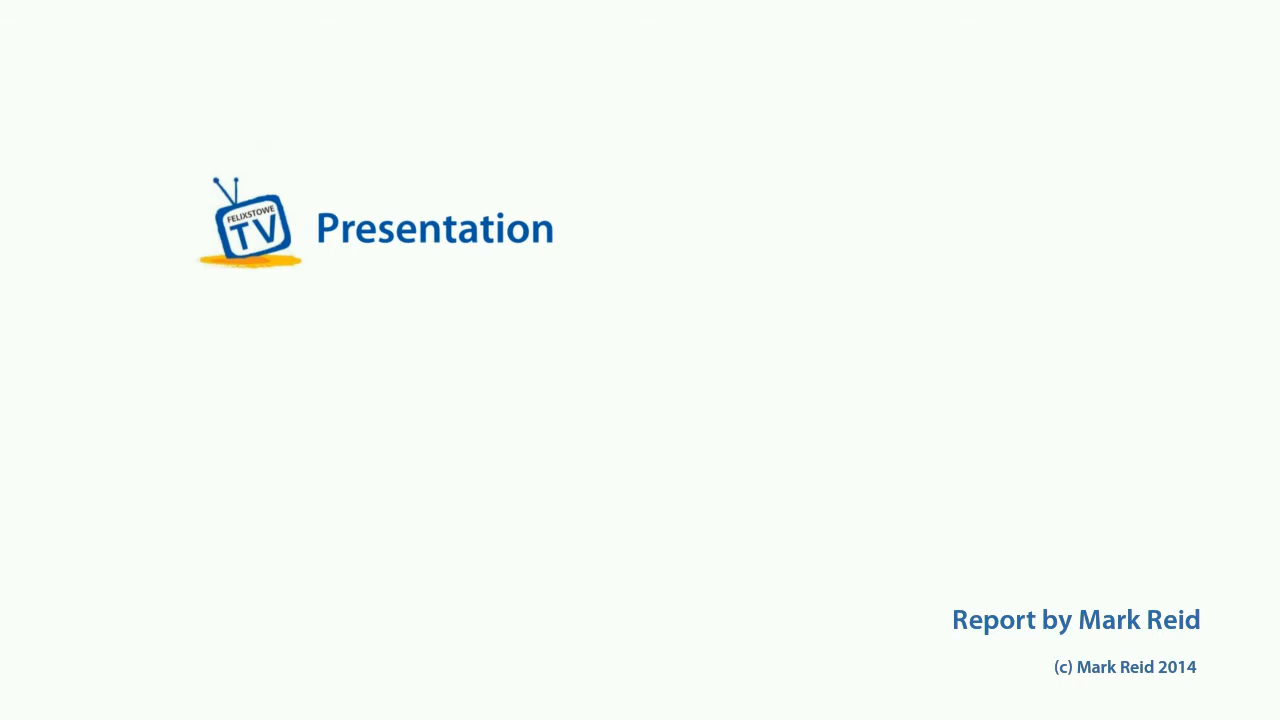 FELIXSTOWE
TV
Presentation
Report by Mark Reid
(c) Mark Reid 2014